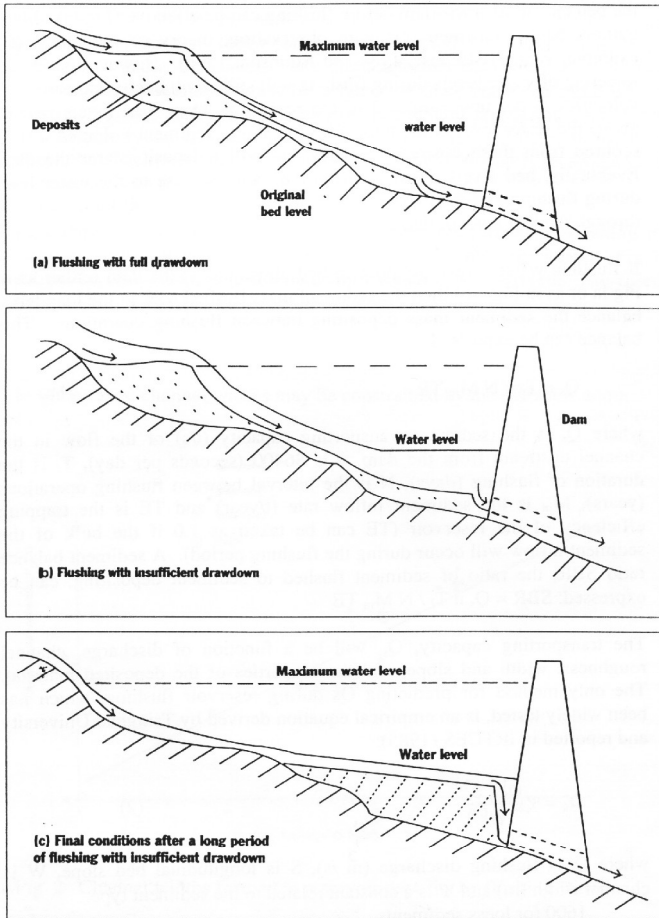 Maximum water level
Deposits
water level
Original
bed level
(a) Flushing with full drawdown
Dam
Water level
(b) Flushing with insufficient drawdown
Maximum water level
Water level
(c) Final conditions after a long period
of flushing with insufficient drawdown